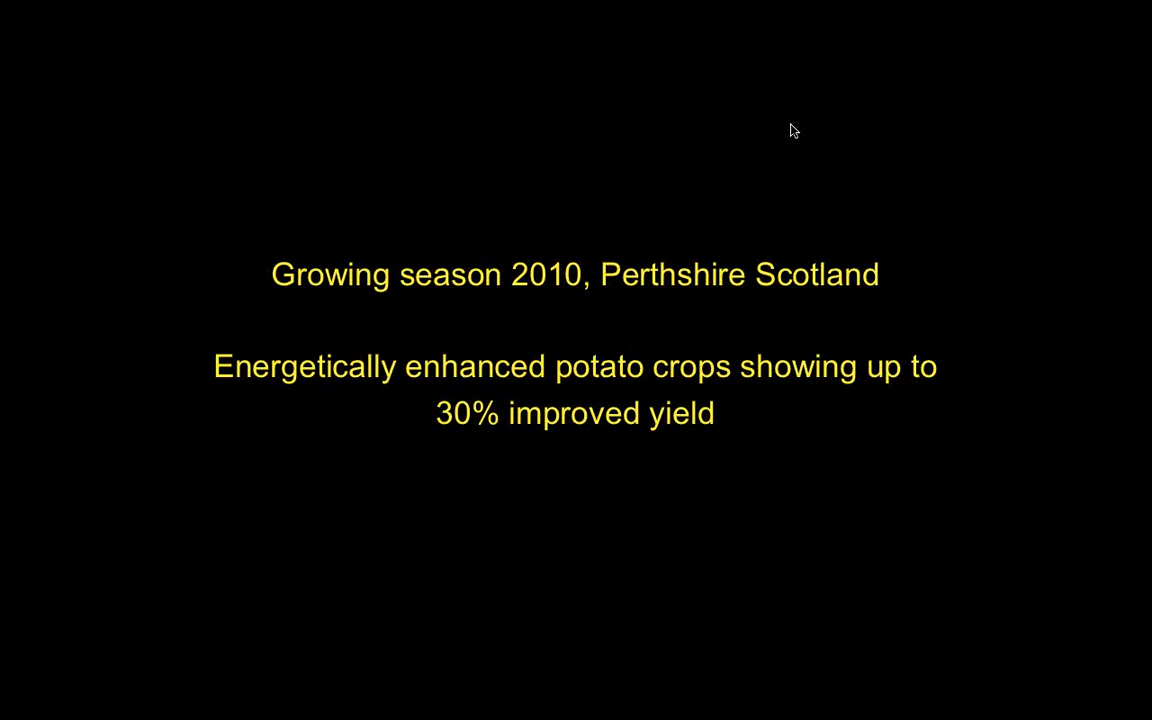 Growing season 2010, Perthshire Scotland
Energetically enhanced potato crops showing up to
30% improved yield